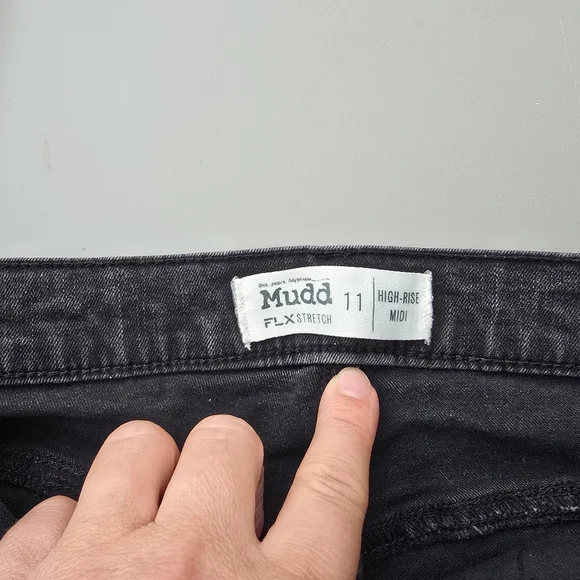 love, peace, happiness
Mudd
FLX STRETCH
11
HIGH-RISE
MIDI